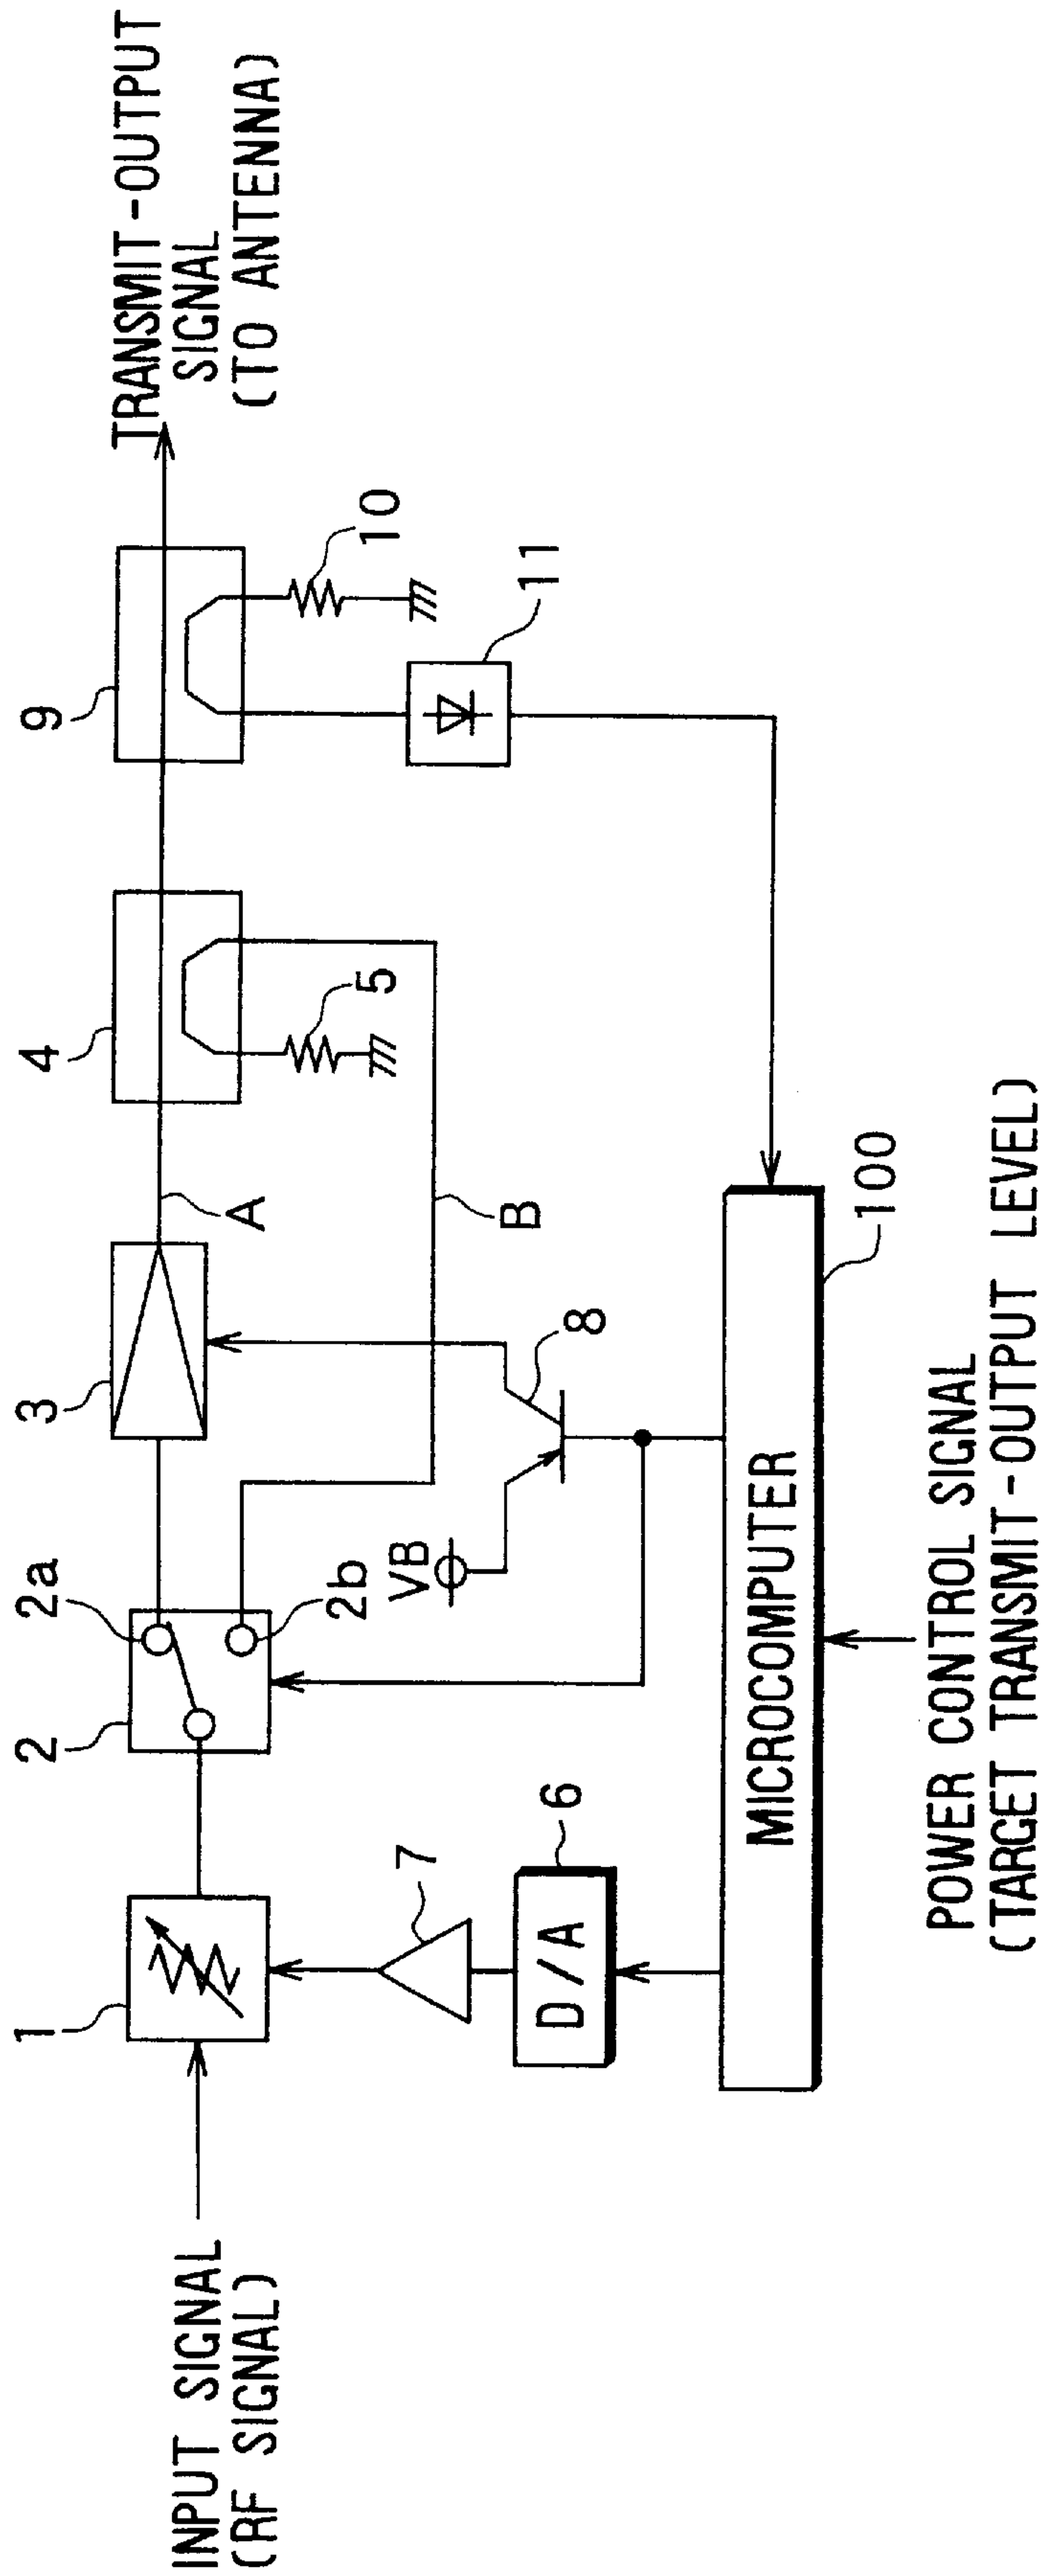 INPUT SIGNAL
(RF SIGNAL)
1
2
2a
2b
3
A
4
5
B
9
10
11
TRANSMIT-OUTPUT
SIGNAL
(TO ANTENNA)
7
6
D/A
VB
8
MICROCOMPUTER
100
POWER CONTROL SIGNAL
(TARGET TRANSMIT-OUTPUT LEVEL)